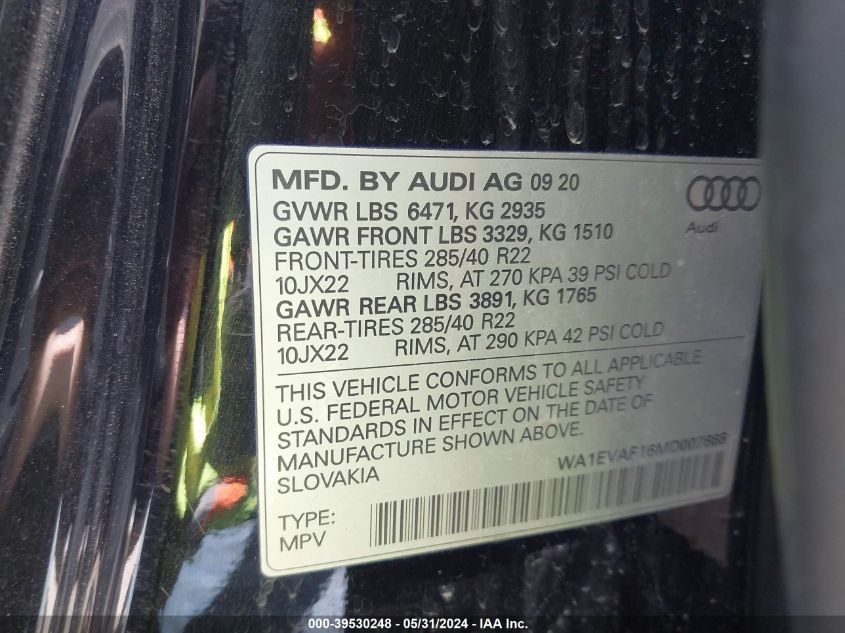 MFD. BY AUDI AG 09 20
GVWR LBS 6471, KG 2935
GAWR FRONT LBS 3329, KG 1510
FRONT-TIRES 285/40 R22
10JX22 RIMS, AT 270 KPA 39 PSI COLD
GAWR REAR LBS 3891, KG 1765
REAR-TIRES 285/40 R22
10JX22 RIMS, AT 290 KPA 42 PSI COLD
Audi
THIS VEHICLE CONFORMS TO ALL APPLICABLE
U.S. FEDERAL MOTOR VEHICLE SAFETY
STANDARDS IN EFFECT ON THE DATE OF
MANUFACTURE SHOWN ABOVE.
SLOVAKIA
WA1EVAF16MD007868
TYPE:
MPV
000-39530248 - 05/31/2024 - IAA Inc.